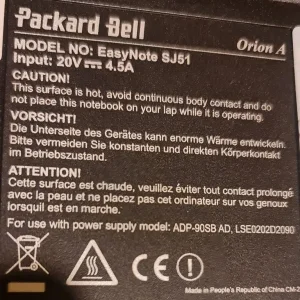 Packard Bell
Orion A
MODEL NO: EasyNote SJ51
Input: 20V ⎓ 4.5A
CAUTION!
This surface is hot, avoid continuous body contact and do
not place this notebook on your lap while it is operating.
VORSICHT!
Die Unterseite des Gerätes kann enorme Wärme entwickeln.
Bitte vermeiden Sie konstanten und direkten Körperkontakt
im Betriebszustand.
ATTENTION!
Cette surface est chaude, veuillez éviter tout contact prolongé
avec la peau et ne placez pas cet ordinateur sur vos genoux
lorsquil est en marche.
For use with power supply model: ADP-90SB AD, LSE0202D2090
CE
Made in People's Republic of China CM-2